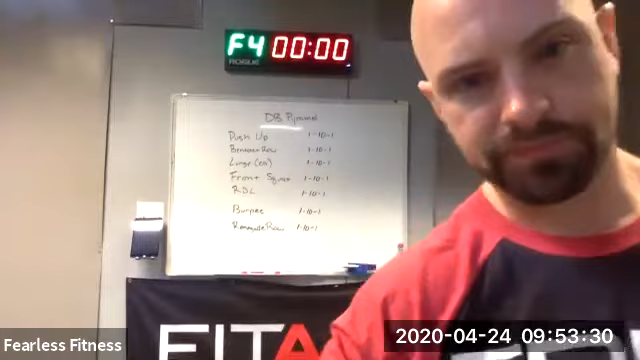 F4 00:00
ROGUE
DB Pyramid
Push Up 1-10-1
Bentover Row 1-10-1
Lunge (ea) 1-10-1
Front Squat 1-10-1
RDL 1-10-1
Burpee 1-10-1
Renegade Row 1-10-1
FITA
Fearless Fitness
2020-04-24 09:53:30